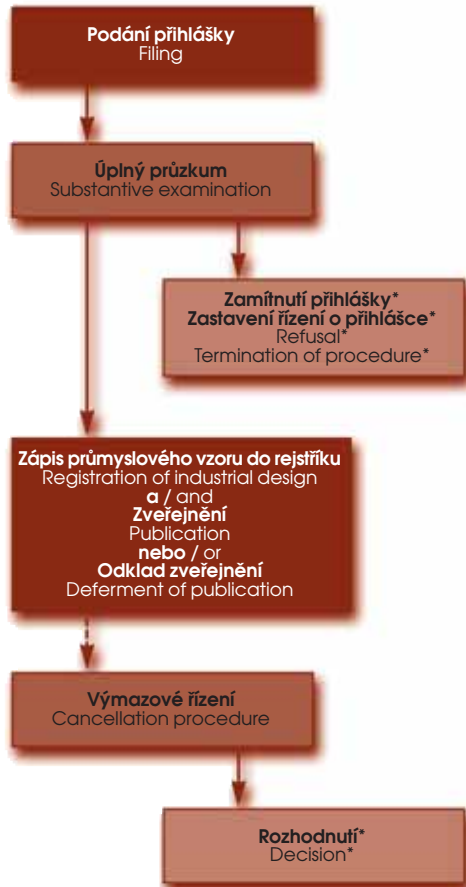 Podání přihlášky
Filing
Úplný průzkum
Substantive examination
Zamítnutí přihlášky*
Zastavení řízení o přihlášce*
Refusal*
Termination of procedure*
Zápis průmyslového vzoru do rejstříku
Registration of industrial design
a / and
Zveřejnění
Publication
nebo / or
Odklad zveřejnění
Deferment of publication
Výmazové řízení
Cancellation procedure
Rozhodnutí*
Decision*